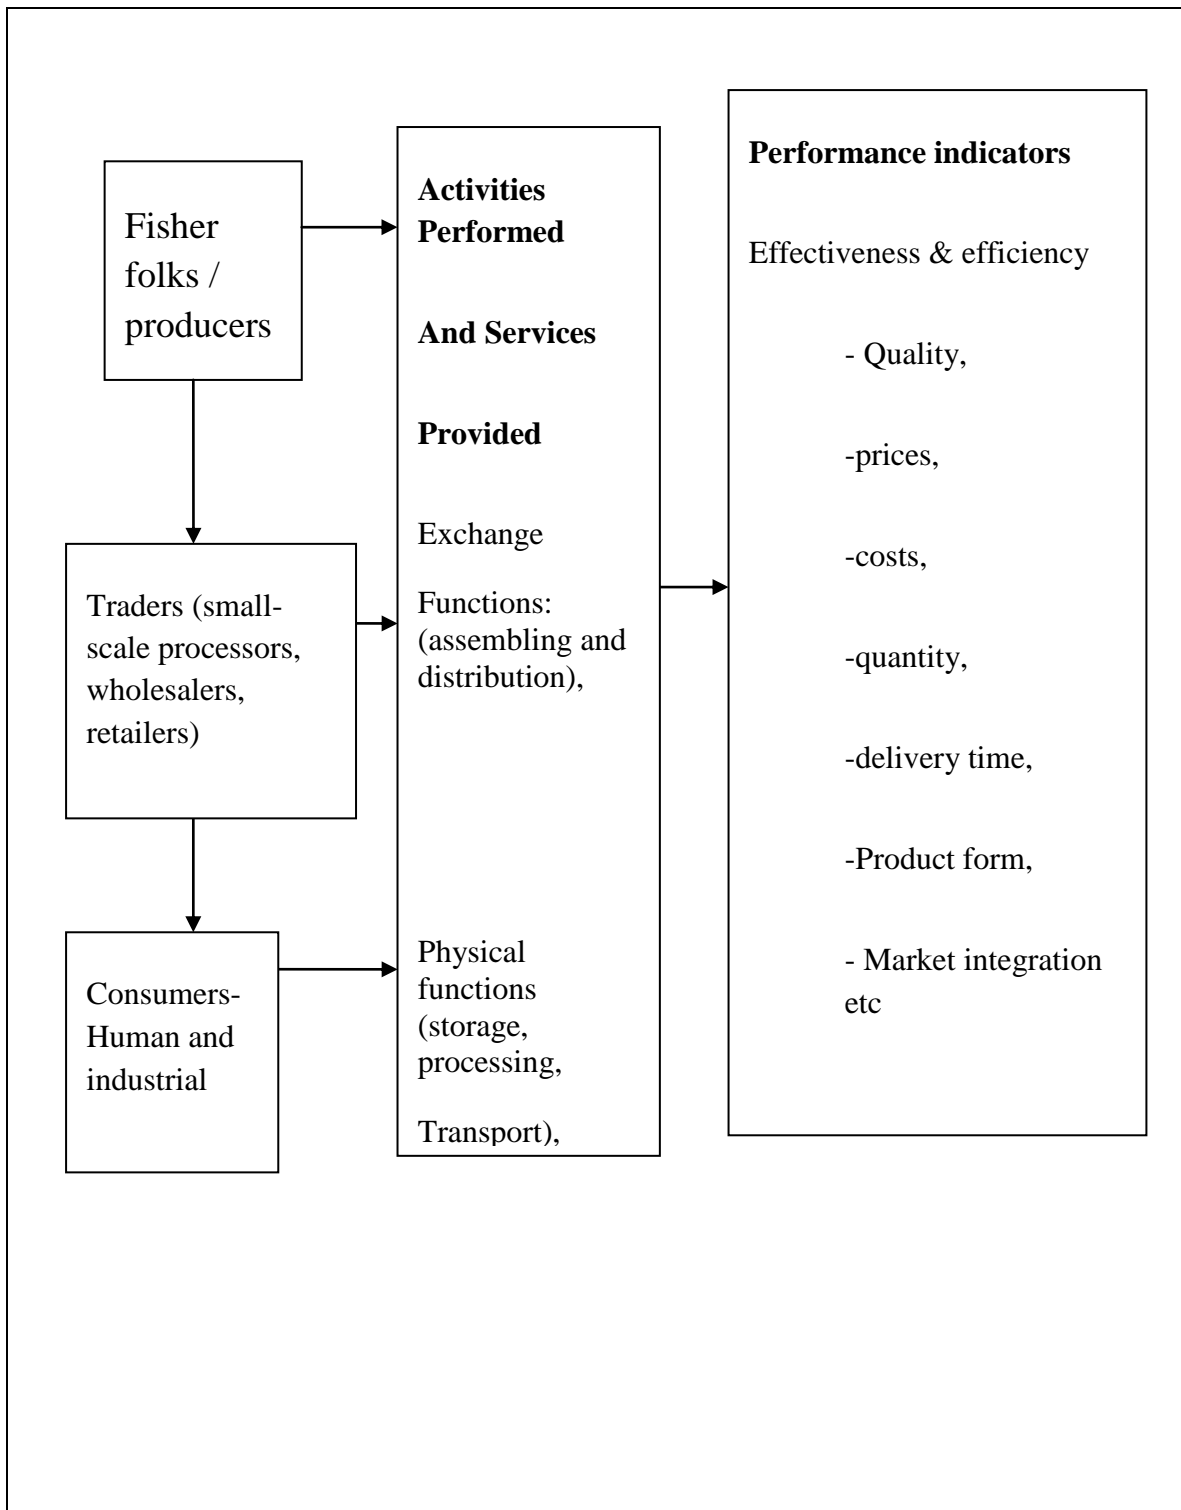 Fisher
folks /
producers
Traders (small-
scale processors,
wholesalers,
retailers)
Consumers-
Human and
industrial
Activities
Performed
And Services
Provided
Exchange
Functions:
(assembling and
distribution),
Physical
functions
(storage,
processing,
Transport),
Performance indicators
Effectiveness & efficiency
- Quality,
-prices,
-costs,
-quantity,
-delivery time,
-Product form,
- Market integration
etc